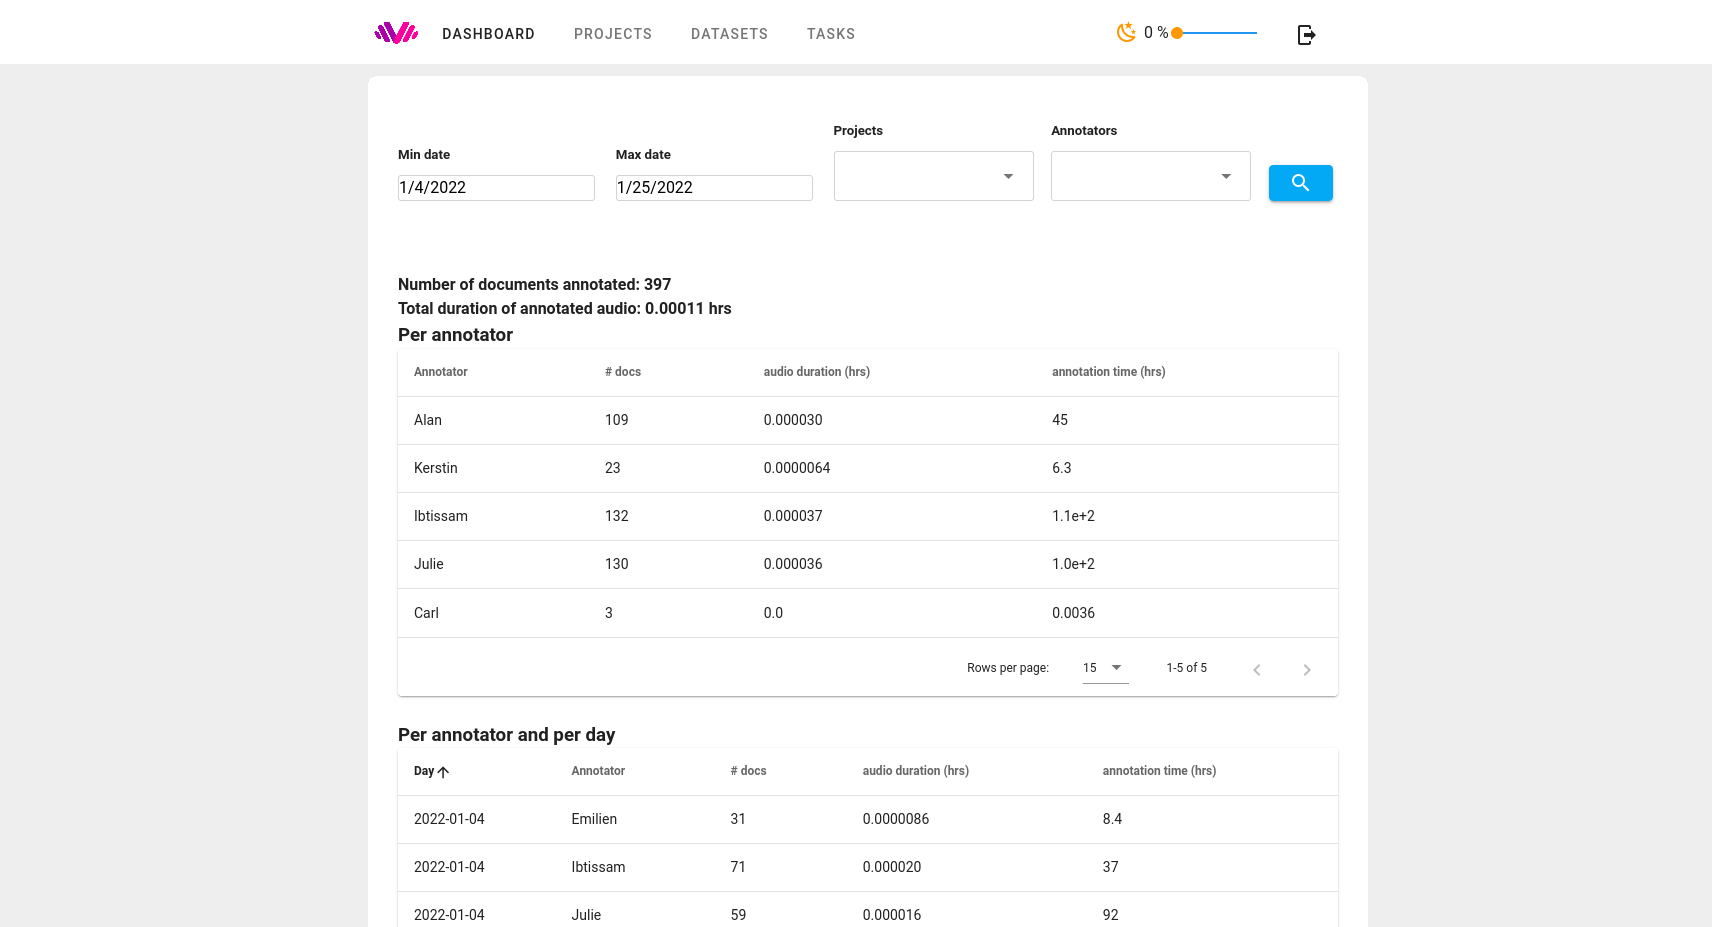 DASHBOARD PROJECTS DATASETS TASKS 0 %
Projects Annotators
Min date Max date
1/4/2022 1/25/2022
Number of documents annotated: 397
Total duration of annotated audio: 0.00011 hrs
Per annotator
Annotator # docs audio duration (hrs) annotation time (hrs)
Alan 109 0.000030 45
Kerstin 23 0.0000064 6.3
Ibtissam 132 0.000037 1.1e+2
Julie 130 0.000036 1.0e+2
Carl 3 0.0 0.0036
Rows per page: 15 1-5 of 5
Per annotator and per day
Day # Annotator # docs audio duration (hrs) annotation time (hrs)
2022-01-04 Emilien 31 0.0000086 8.4
2022-01-04 Ibtissam 71 0.000020 37
2022-01-04 Julie 59 0.000016 92